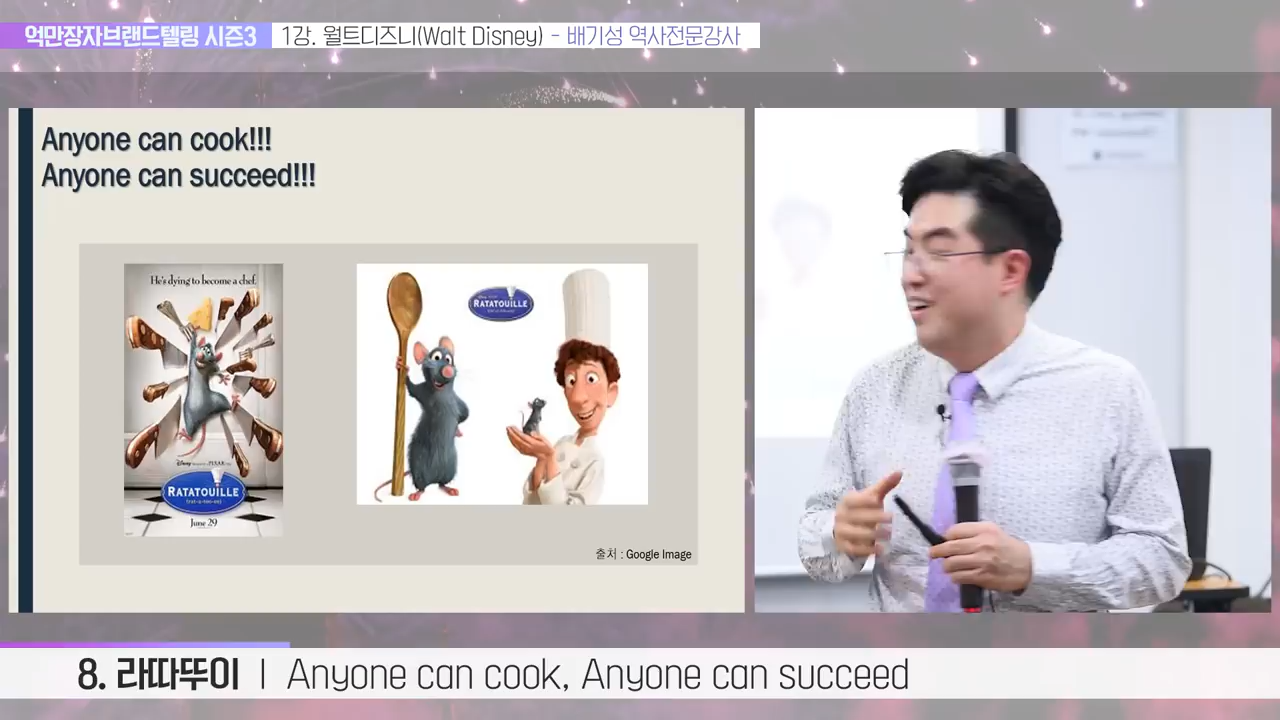 억만장자브랜드텔링 시즌3
1강. 월트디즈니(Walt Disney) - 배기성 역사전문강사
Anyone can cook!!!
Anyone can succeed!!!
He's dying to become a chef.
RATATOUILLE
June 29
RATATOUILLE
출처 : Google Image
8. 라따뚜이 | Anyone can cook, Anyone can succeed